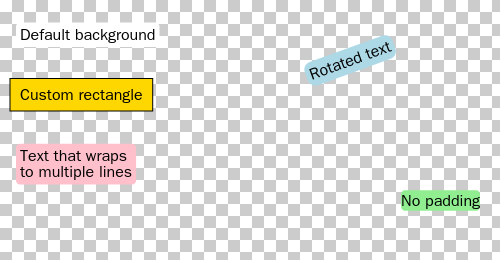 Default background
Rotated text
Custom rectangle
Text that wraps
to multiple lines
No padding